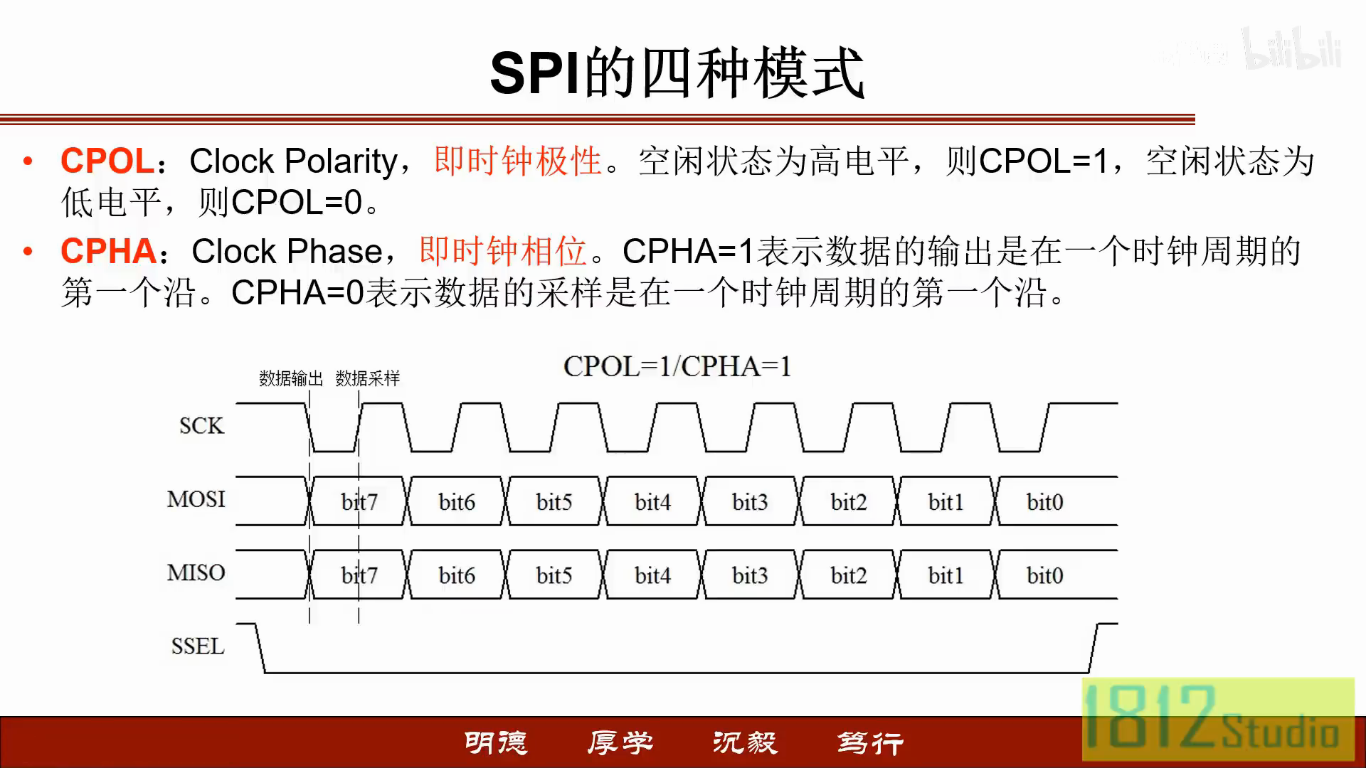 SPI的四种模式
bilibili
• CPOL：Clock Polarity，即时钟极性。空闲状态为高电平，则CPOL=1，空闲状态为
低电平，则CPOL=0。
• CPHA：Clock Phase，即时钟相位。CPHA=1表示数据的输出是在一个时钟周期的
第一个沿。CPHA=0表示数据的采样是在一个时钟周期的第一个沿。
CPOL=1/CPHA=1
数据输出 数据采样
SCK
MOSI bit7 bit6 bit5 bit4 bit3 bit2 bit1 bit0
MISO bit7 bit6 bit5 bit4 bit3 bit2 bit1 bit0
SSEL
明德 厚学 沉毅 笃行
1812 Studio